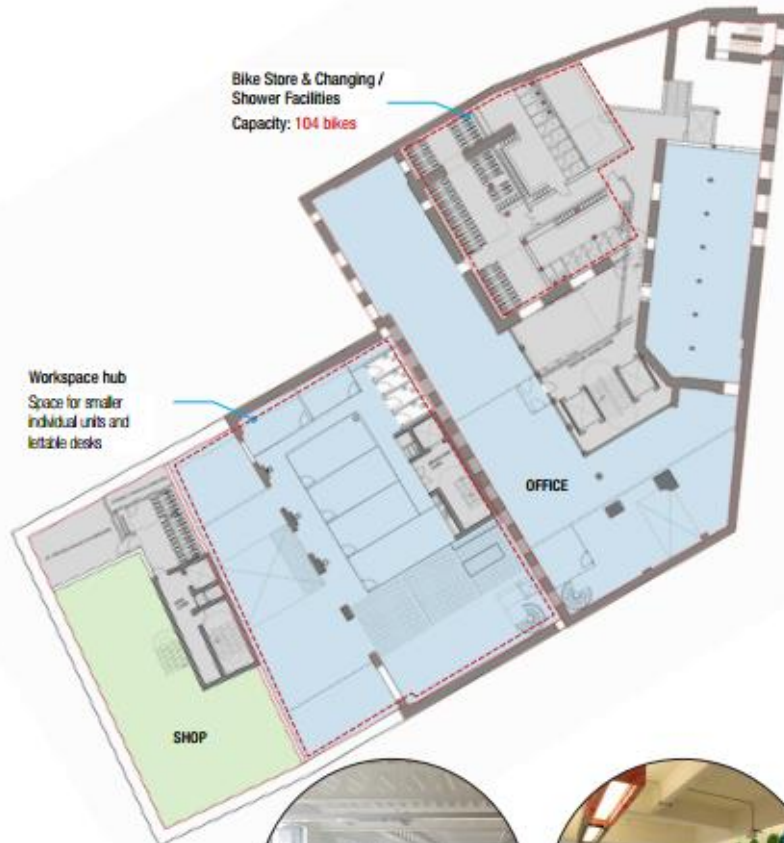 Bike Store & Changing /
Shower Facilities
Capacity: 104 bikes
Workspace hub
Space for smaller
individual units and
lettable desks
OFFICE
SHOP